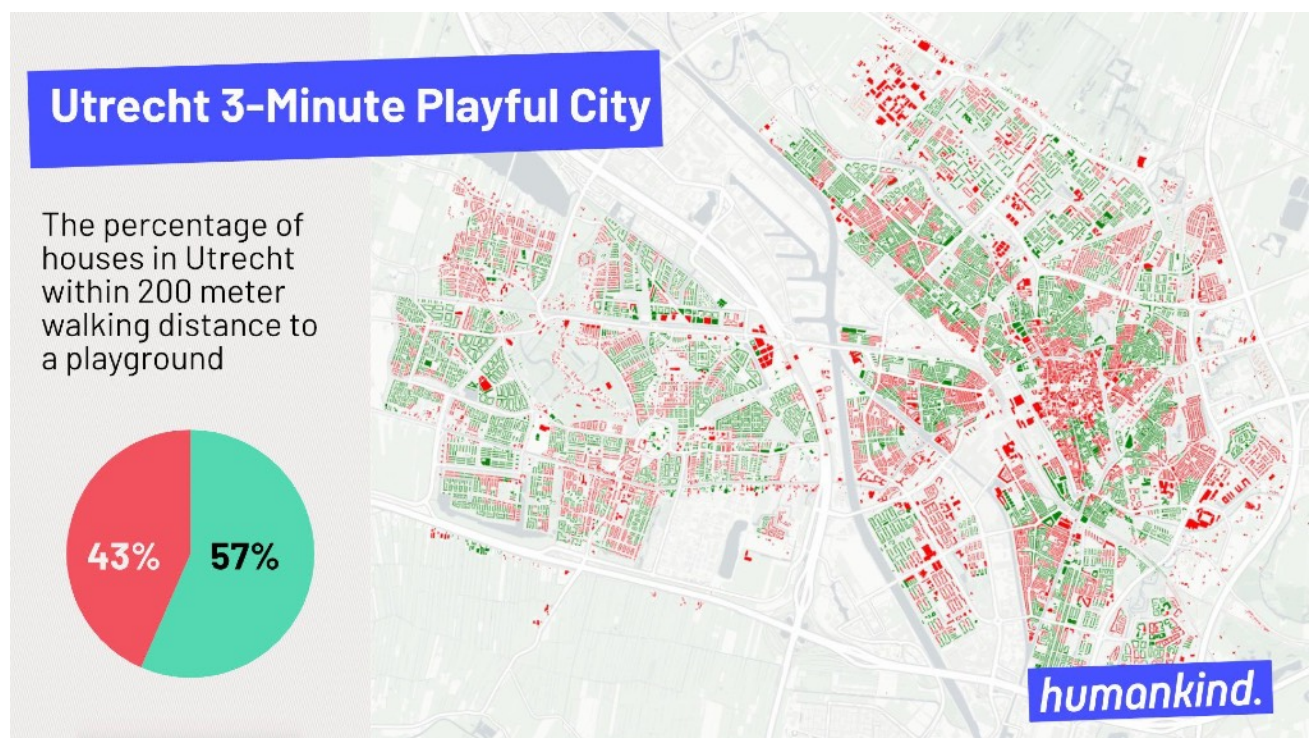 Utrecht 3-Minute Playful City
The percentage of
houses in Utrecht
within 200 meter
walking distance to
a playground
43%
57%
humankind.